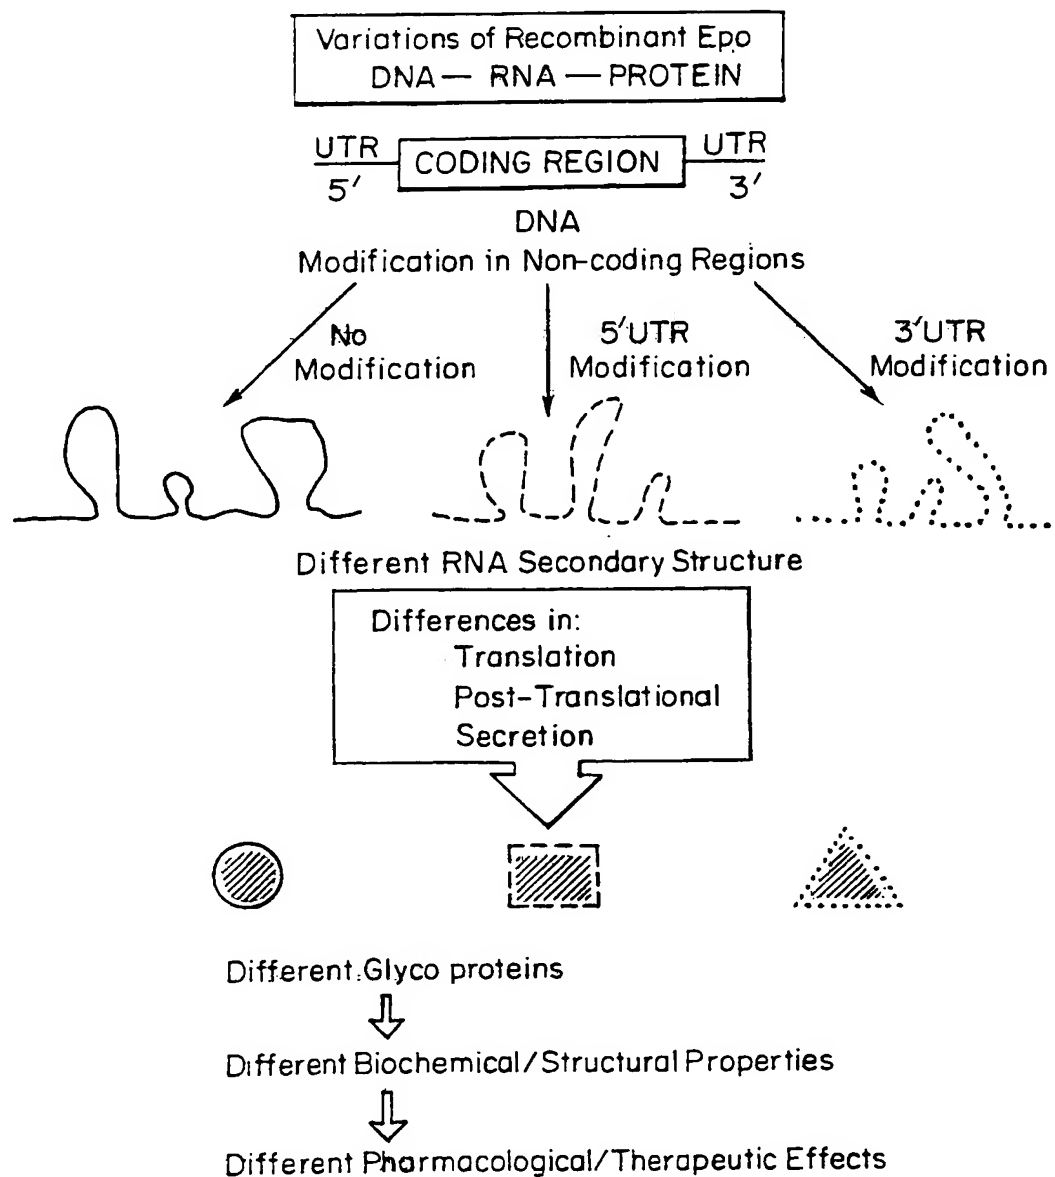 Variations of Recombinant Epo
DNA — RNA — PROTEIN
UTR CODING REGION UTR
5' 3'
DNA
Modification in Non-coding Regions
No
Modification
5'UTR
Modification
3'UTR
Modification
Different RNA Secondary Structure
Differences in:
Translation
Post-Translational
Secretion
Different Glyco proteins
Different Biochemical/Structural Properties
Different Pharmacological/Therapeutic Effects